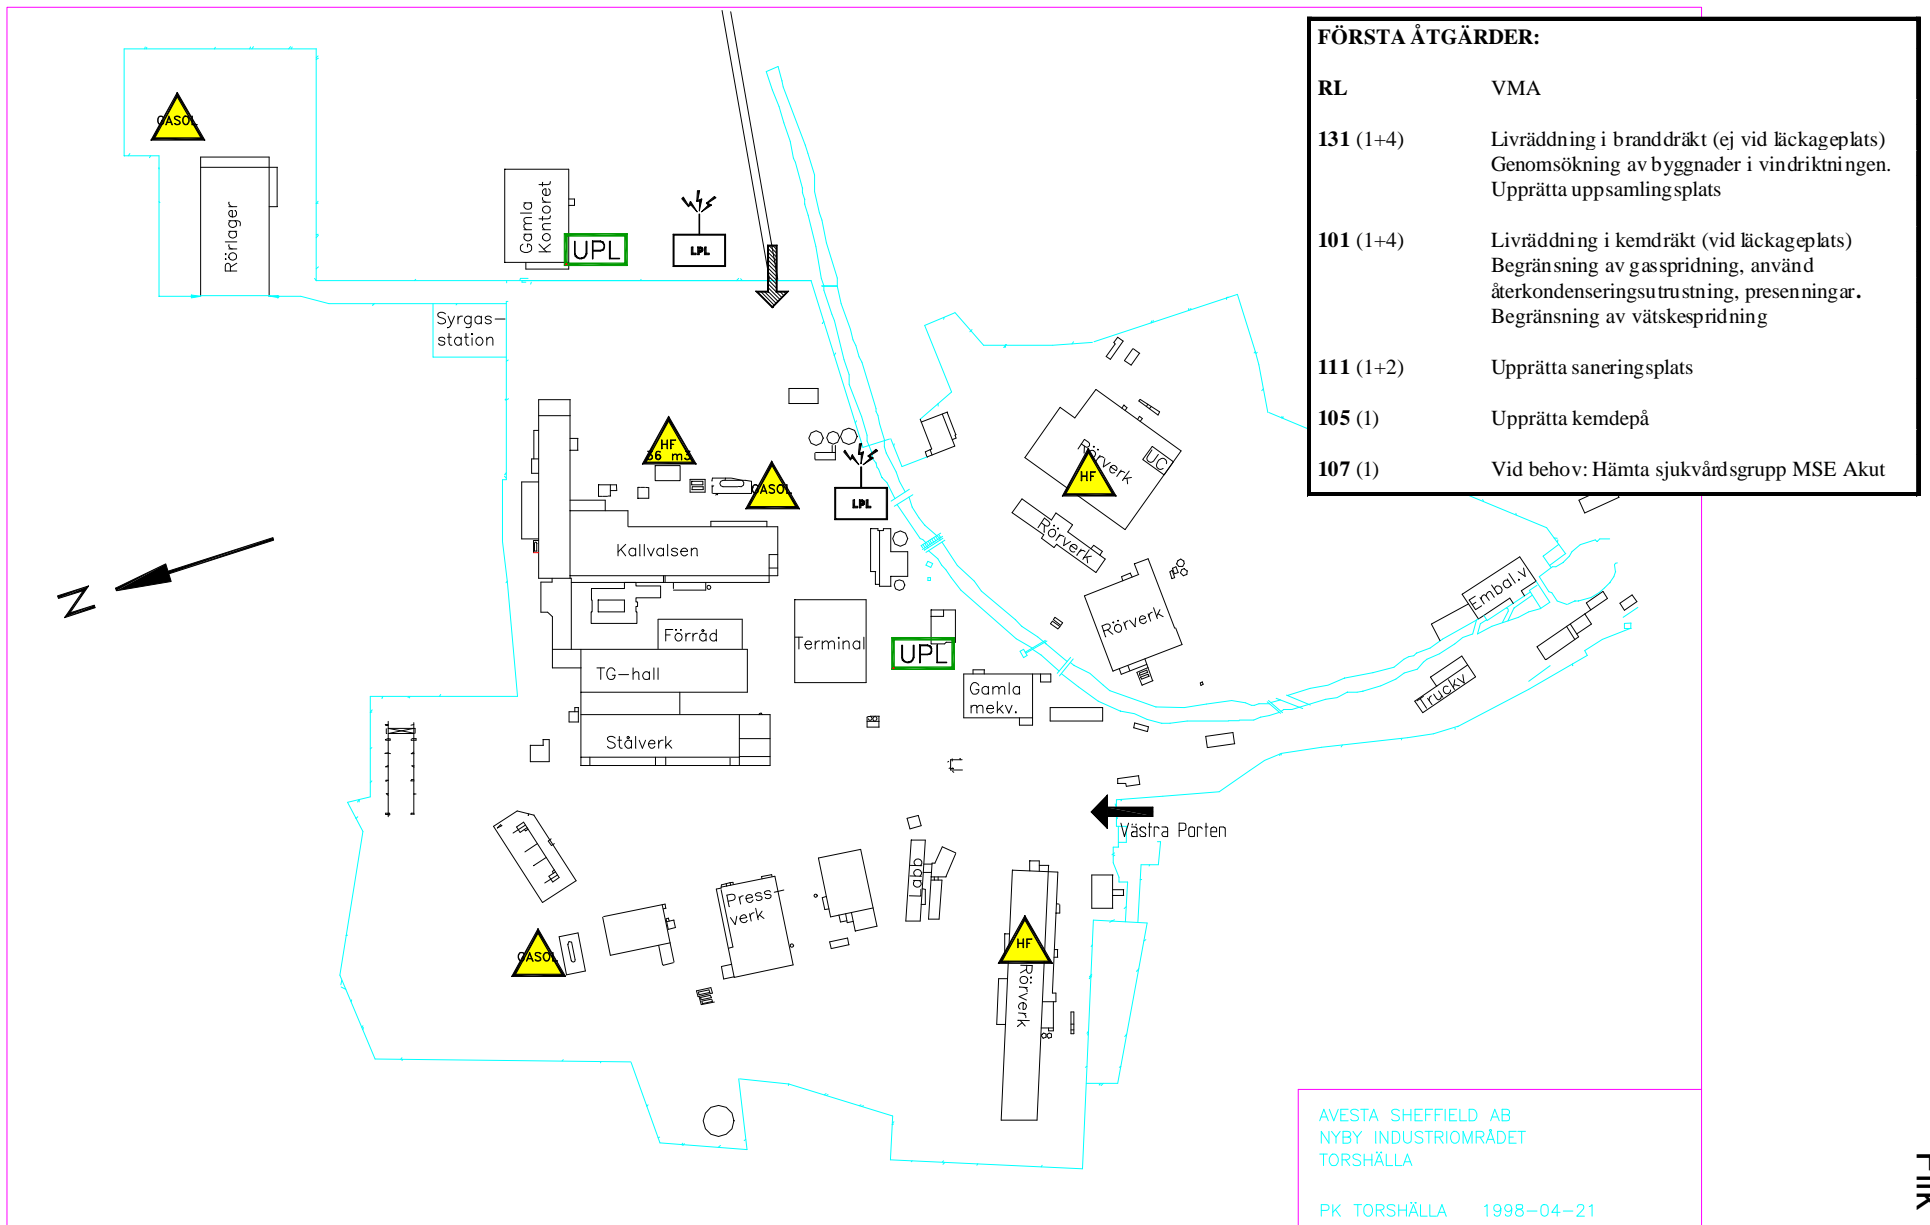 FÖRSTA ÅTGÄRDER:
RL VMA
131 (1+4) Livräddning i branddräkt (ej vid läckageplats)
Genomsökning av byggnader i vindriktningen.
Upprätta uppsamlingsplats
101 (1+4) Livräddning i kemdräkt (vid läckageplats)
Begränsning av gasspridning, använd
återkondenseringsutrustning, presenningar.
Begränsning av vätskespridning
111 (1+2) Upprätta saneringsplats
105 (1) Upprätta kemdepå
107 (1) Vid behov: Hämta sjukvårdsgrupp MSE Akut
GASOL
Rörlager
Gamla
Kontoret
UPL
LPL
Syrgas-
station
HF
36 m3
GASOL
LPL
Kallvalsen
Rörverk
UC
HF
Rörverk
Rörverk
Embal.v
Truckv
N
Förråd
TG-hall
Stålverk
Terminal
UPL
Gamla
mekv.
Västra Porten
Labb
Press-
verk
GASOL
HF
Rörverk
AVESTA SHEFFIELD AB
NYBY INDUSTRIOMRÅDET
TORSHÄLLA
PK TORSHÄLLA 1998-04-21